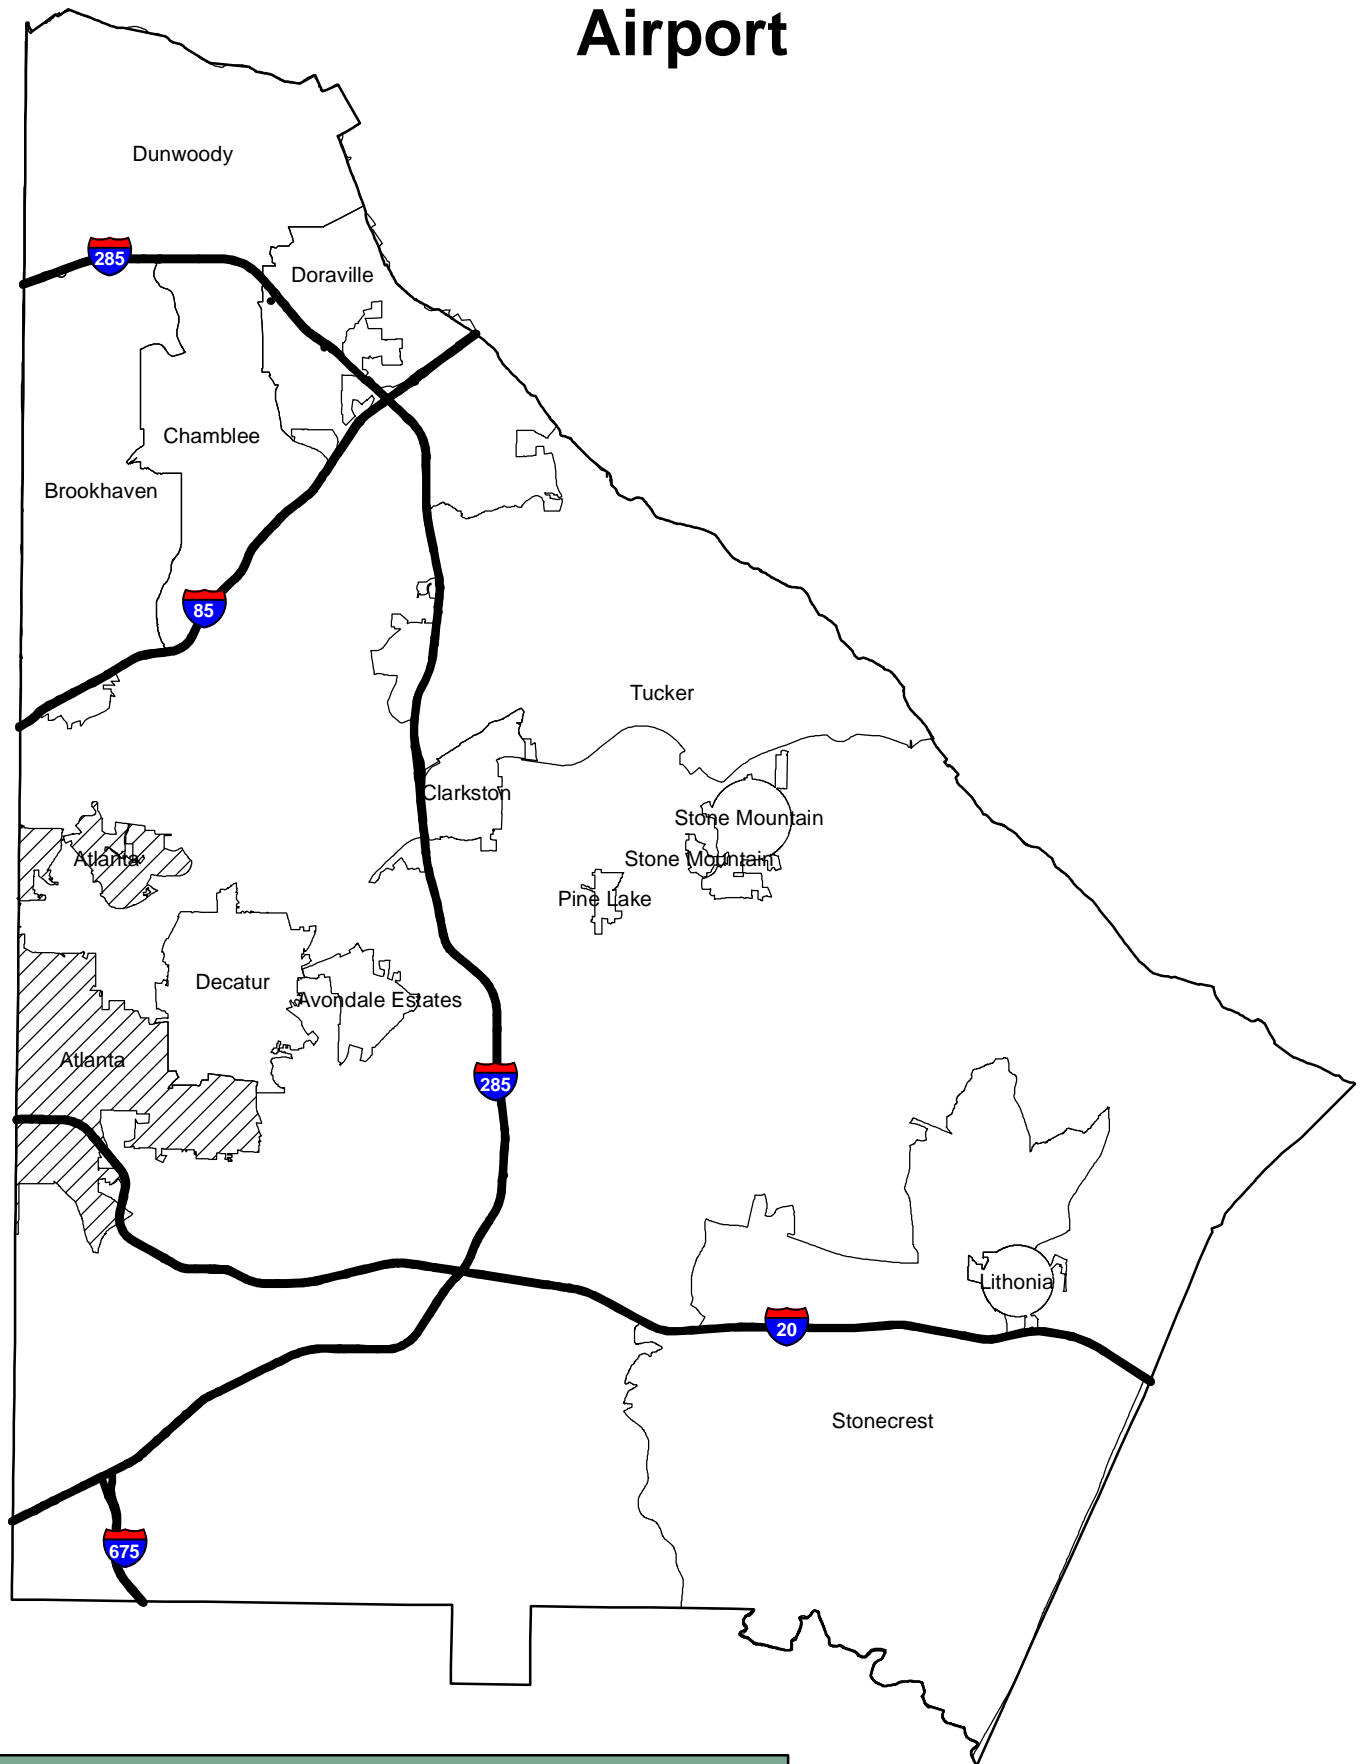 Airport
Dunwoody
285
Doraville
Chamblee
Brookhaven
85
Tucker
Clarkston
Stone Mountain
Atlanta
Stone Mountain
Pine Lake
Decatur
Avondale Estates
Atlanta
285
Lithonia
20
Stonecrest
675